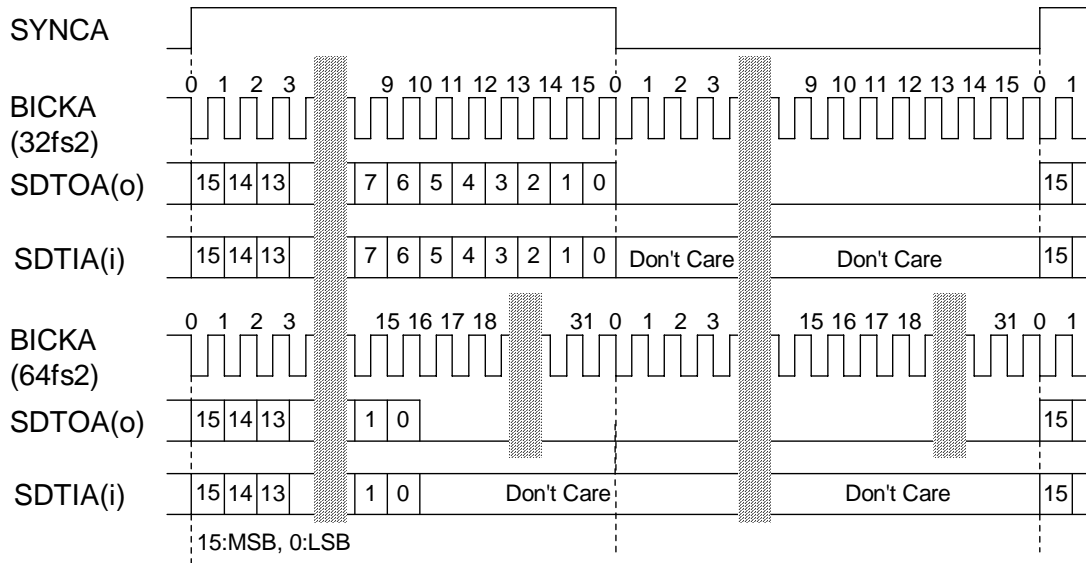 SYNCA
0 1 2 3 9 10 11 12 13 14 15 0 1 2 3 9 10 11 12 13 14 15 0 1
BICKA
(32fs2)
SDTOA(o) 15 14 13 7 6 5 4 3 2 1 0 15
SDTIA(i) 15 14 13 7 6 5 4 3 2 1 0 Don't Care Don't Care 15
0 1 2 3 15 16 17 18 31 0 1 2 3 15 16 17 18 31 0 1
BICKA
(64fs2)
SDTOA(o) 15 14 13 1 0 15
SDTIA(i) 15 14 13 1 0 Don't Care Don't Care 15
15:MSB, 0:LSB